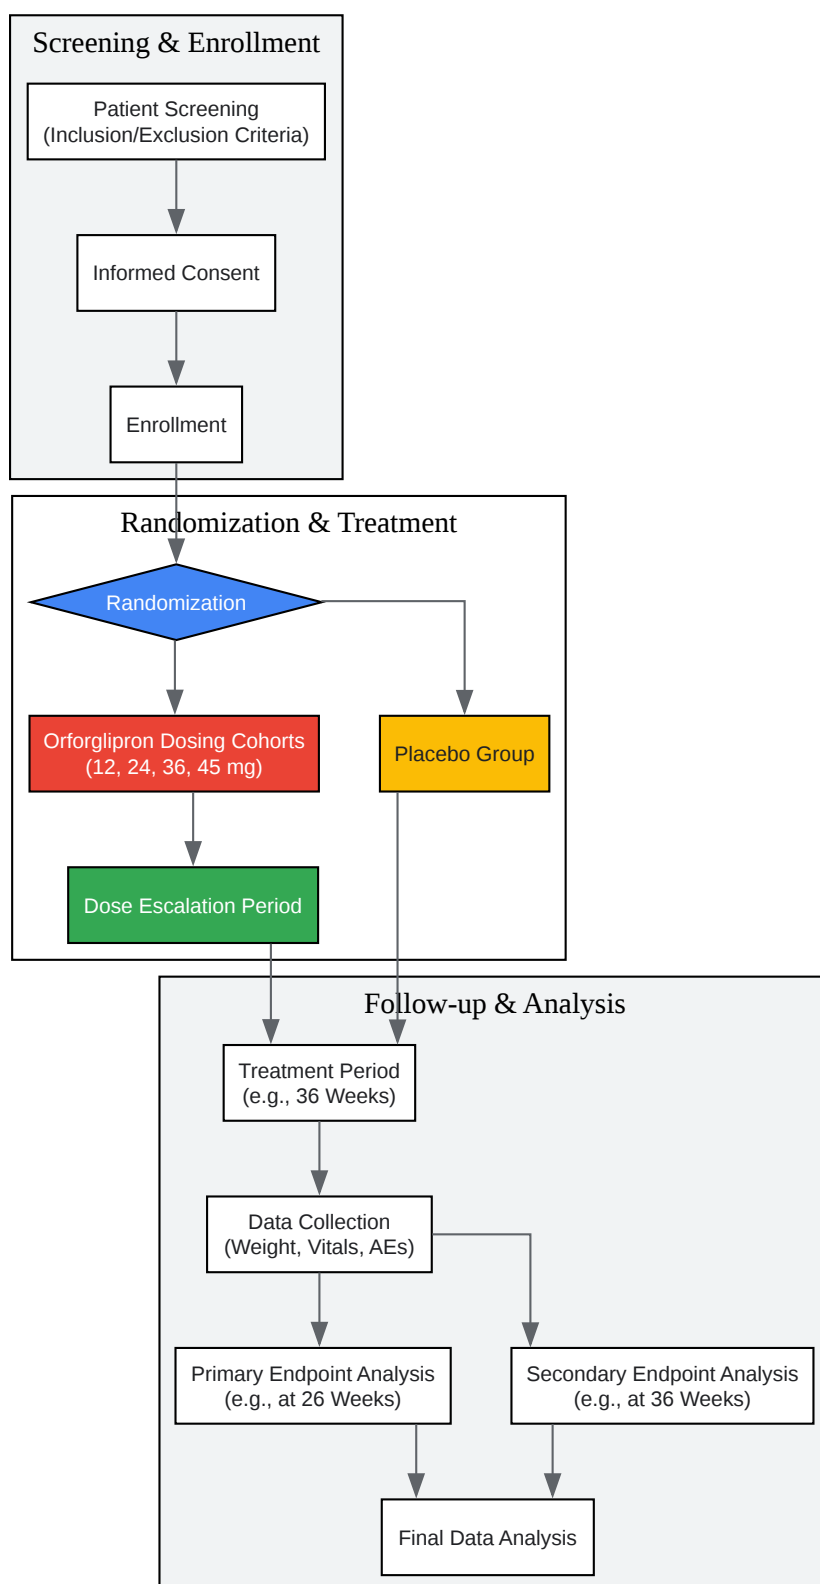 Screening & Enrollment
Patient Screening
(Inclusion/Exclusion Criteria)
Informed Consent
Enrollment
Randomization & Treatment
Randomization
Orforglipron Dosing Cohorts
(12, 24, 36, 45 mg)
Placebo Group
Dose Escalation Period
Follow-up & Analysis
Treatment Period
(e.g., 36 Weeks)
Data Collection
(Weight, Vitals, AEs)
Primary Endpoint Analysis
(e.g., at 26 Weeks)
Secondary Endpoint Analysis
(e.g., at 36 Weeks)
Final Data Analysis